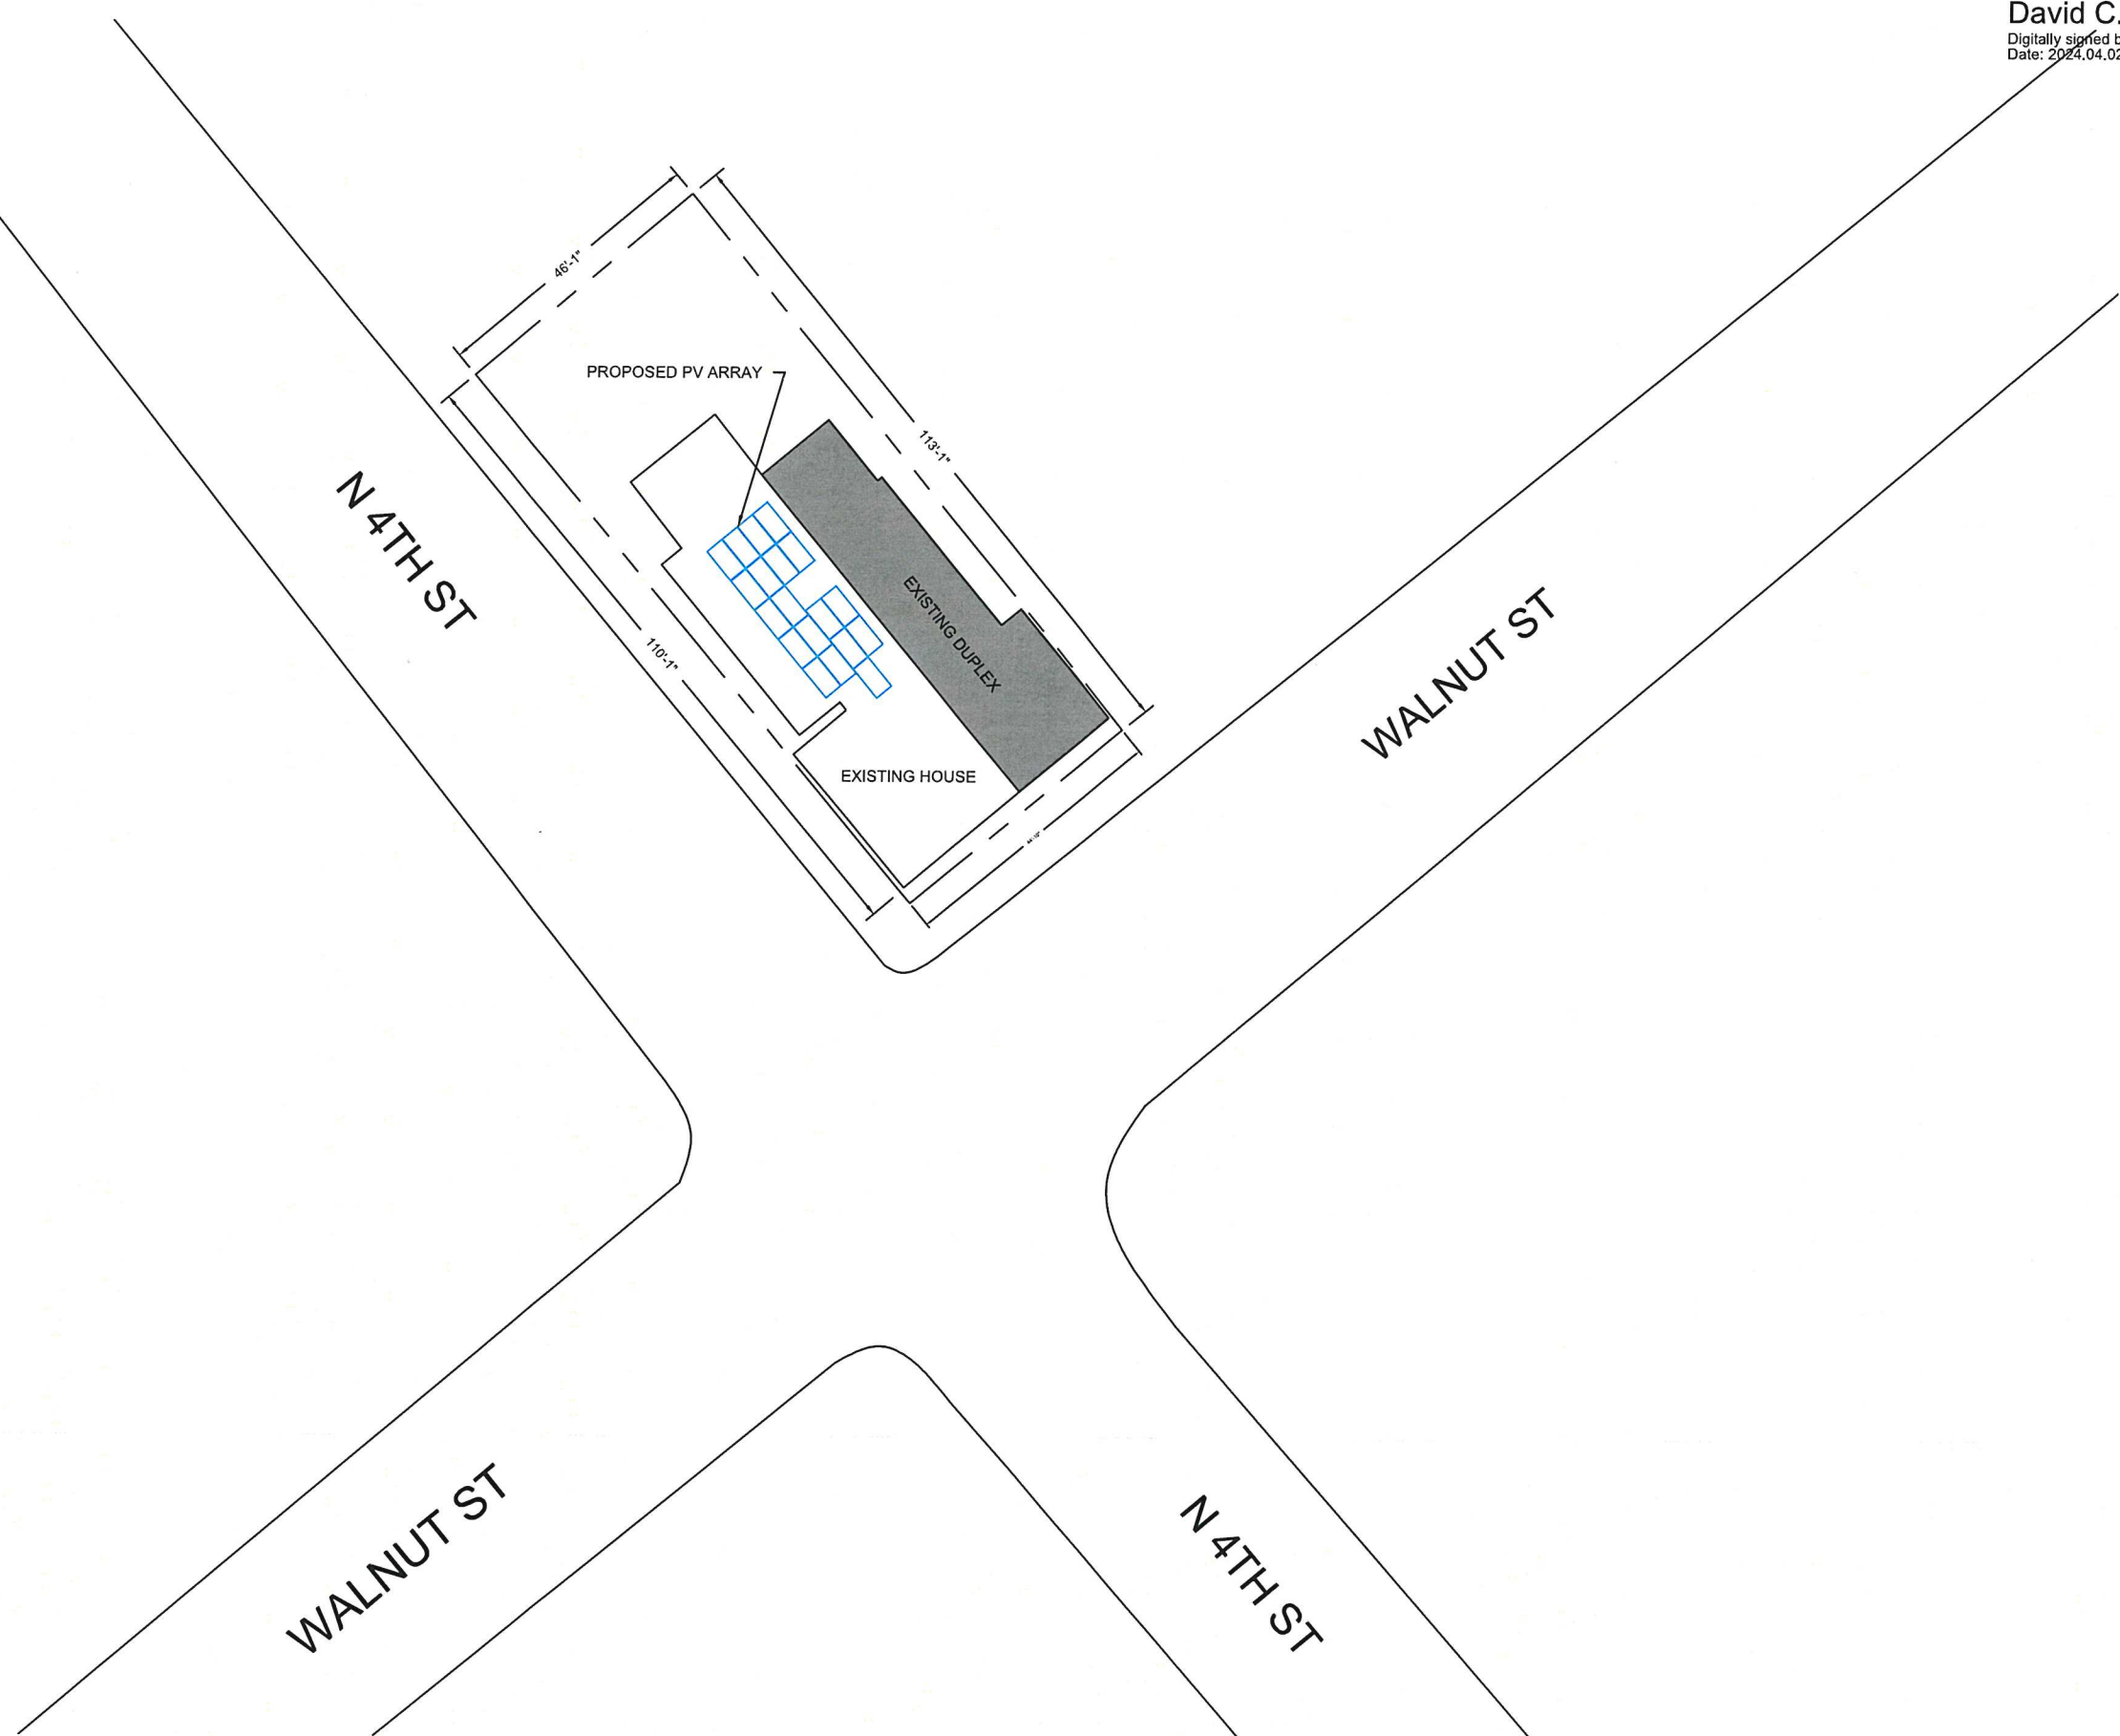 David C.
Digitally signed b
Date: 2024.04.02
46'-1"
PROPOSED PV ARRAY
113'-1"
N 4TH ST
EXISTING DUPLEX
110'-1"
WALNUT ST
EXISTING HOUSE
WALNUT ST
N 4TH ST